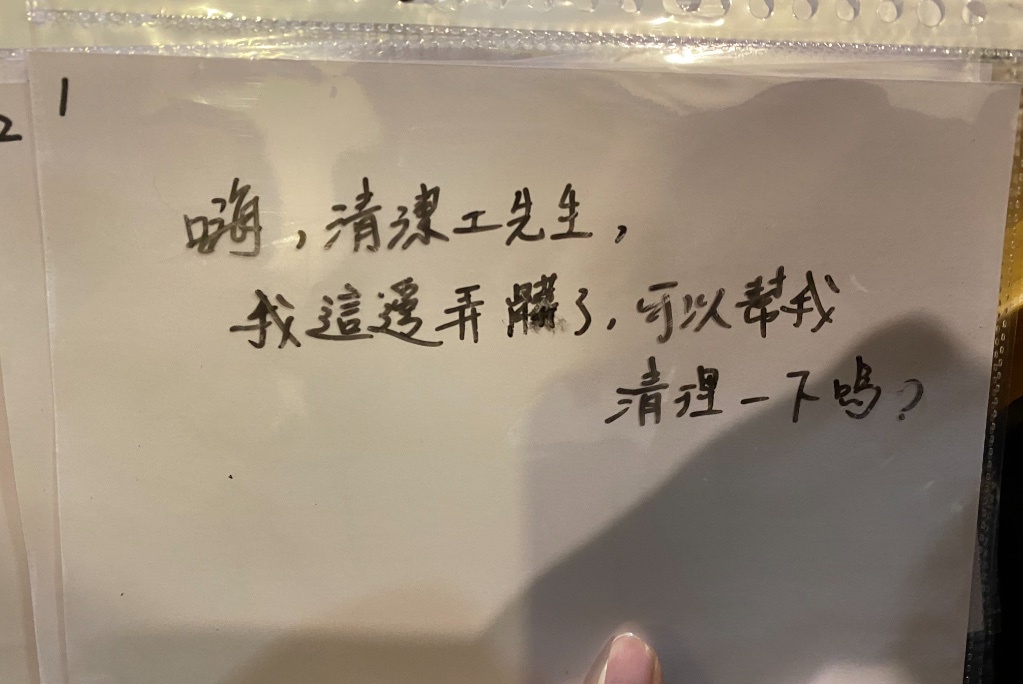 1
2
嗨，清潔工先生，
我這邊弄髒了，可以幫我
清理一下嗎？